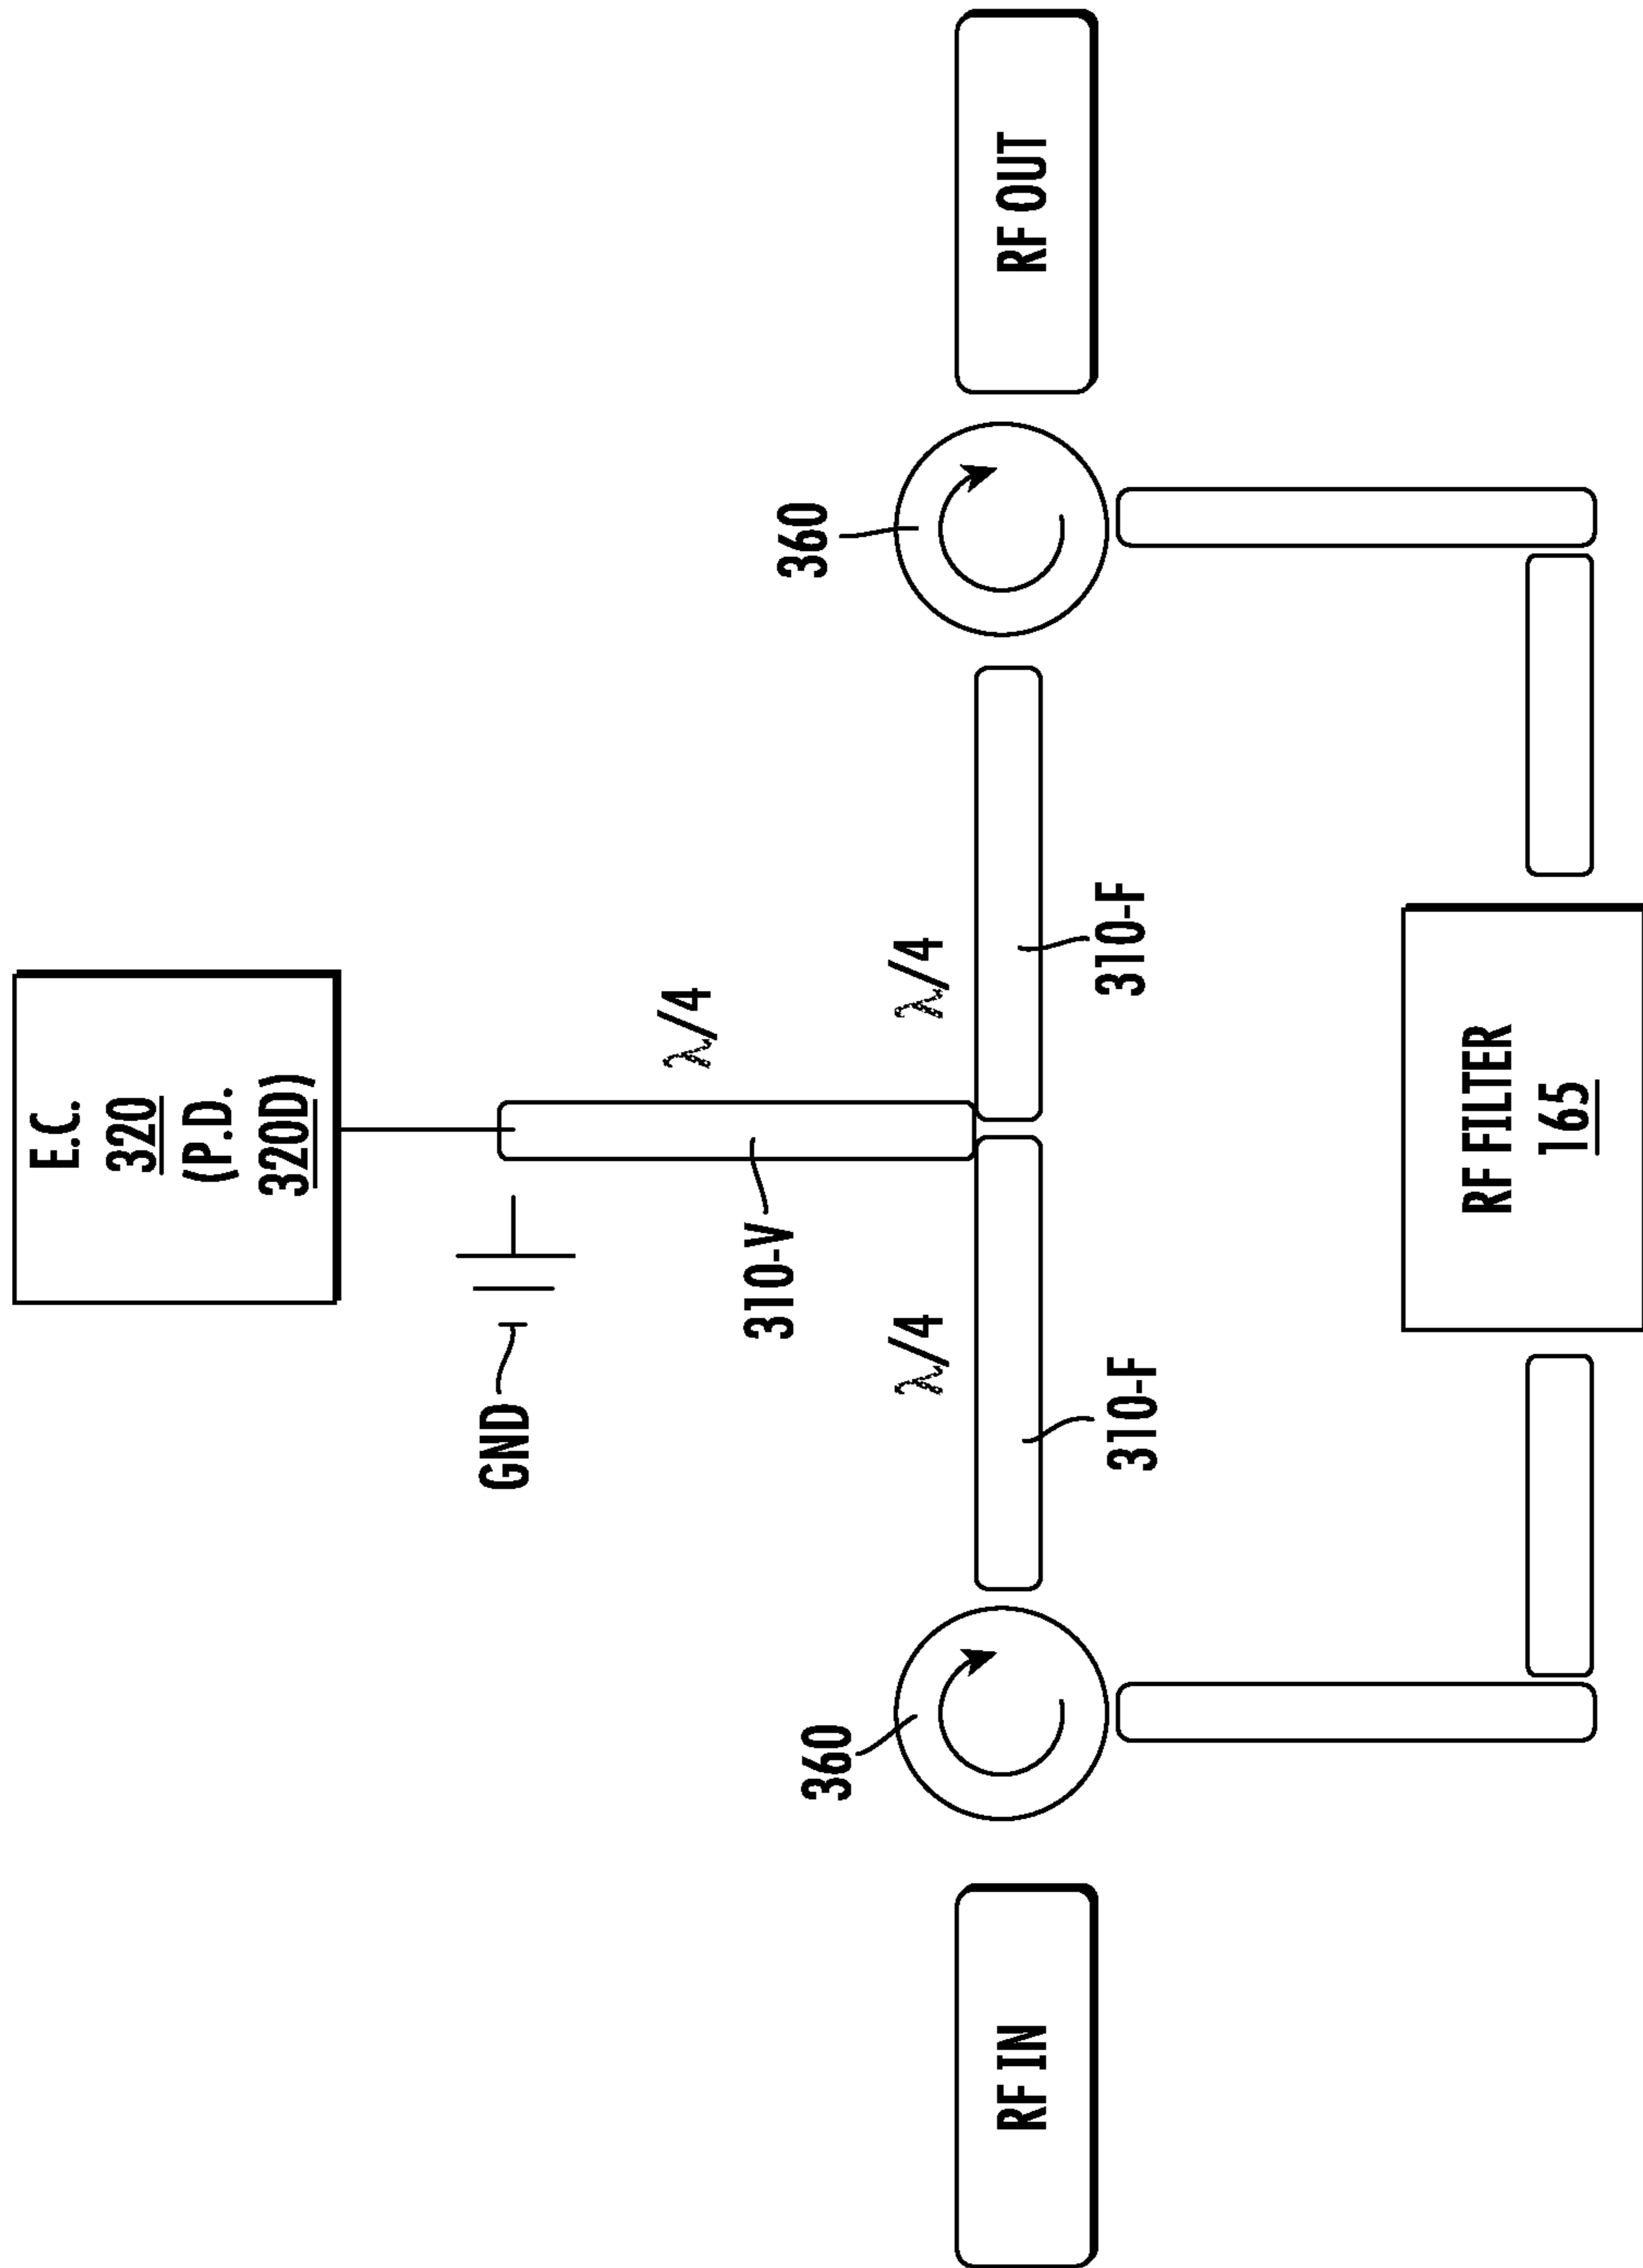 E.C.
320
(P.D.
320D)
GND
310-V
λ/4
λ/4
λ/4
310-F
310-F
360
360
RF IN
RF OUT
RF FILTER
165